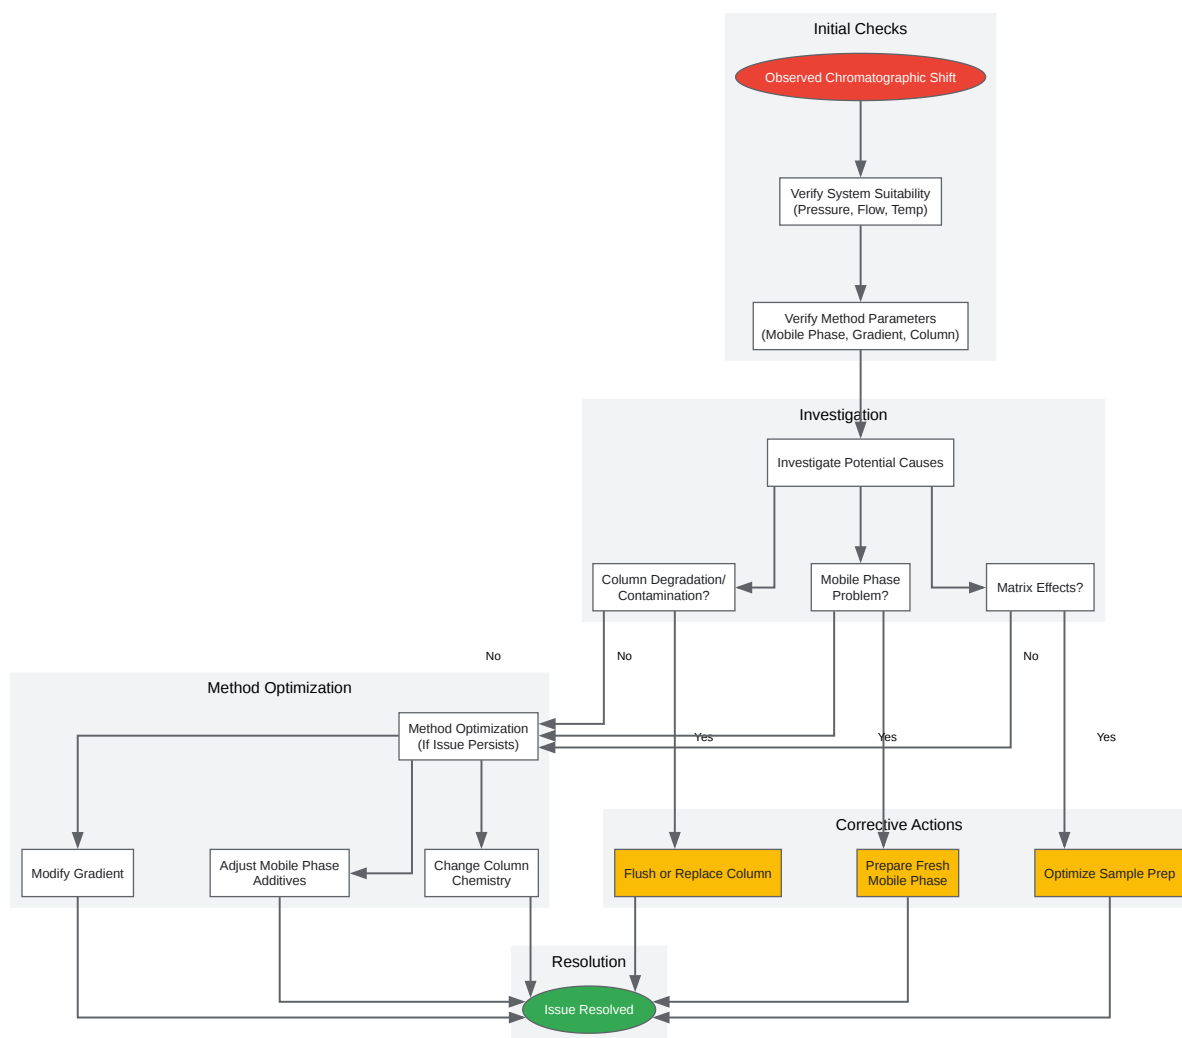 Initial Checks
Observed Chromatographic Shift
Verify System Suitability
(Pressure, Flow, Temp)
Verify Method Parameters
(Mobile Phase, Gradient, Column)
Investigation
Investigate Potential Causes
Column Degradation/
Contamination?
Mobile Phase
Problem?
Matrix Effects?
No
No
No
Method Optimization
Method Optimization
(If Issue Persists)
Yes
Yes
Yes
Corrective Actions
Modify Gradient
Adjust Mobile Phase
Additives
Change Column
Chemistry
Flush or Replace Column
Prepare Fresh
Mobile Phase
Optimize Sample Prep
Resolution
Issue Resolved